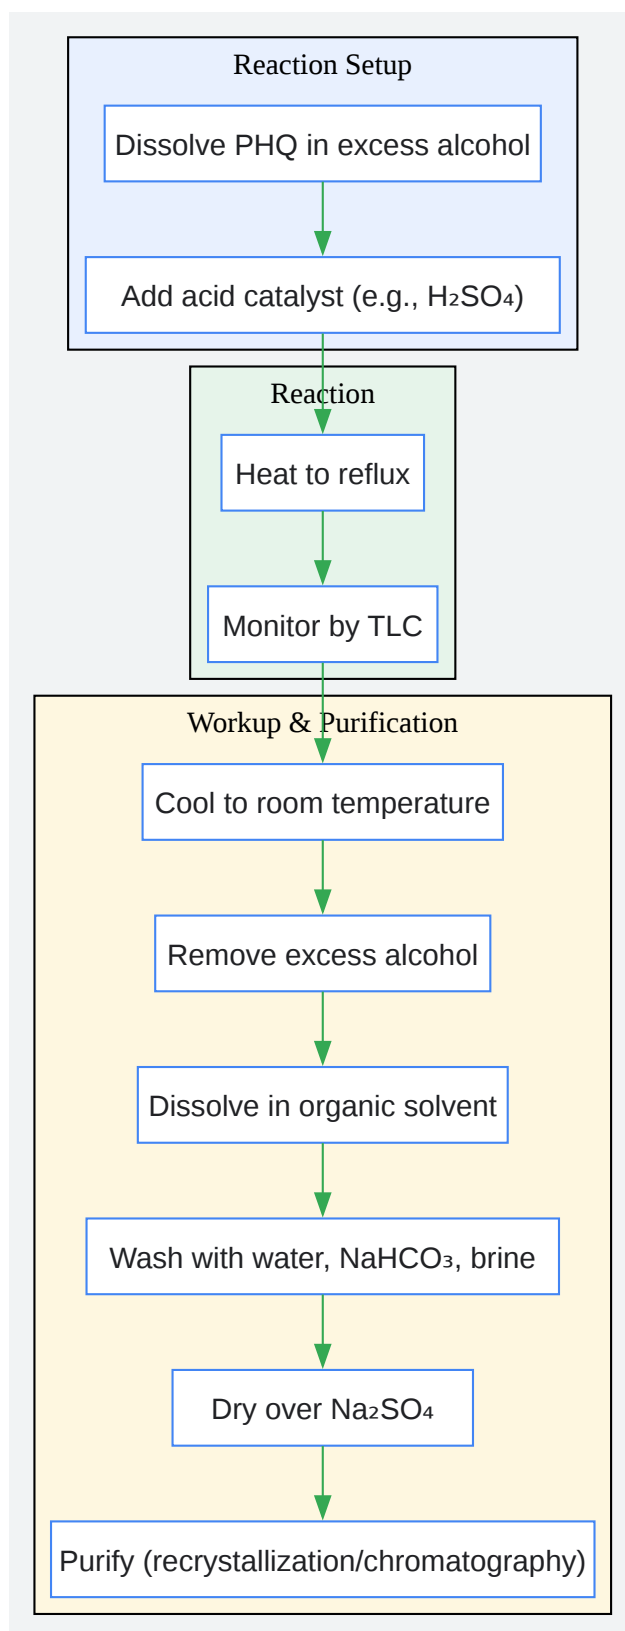 Reaction Setup
Dissolve PHQ in excess alcohol
Add acid catalyst (e.g., H₂SO₄)
Reaction
Heat to reflux
Monitor by TLC
Workup & Purification
Cool to room temperature
Remove excess alcohol
Dissolve in organic solvent
Wash with water, NaHCO₃, brine
Dry over Na₂SO₄
Purify (recrystallization/chromatography)